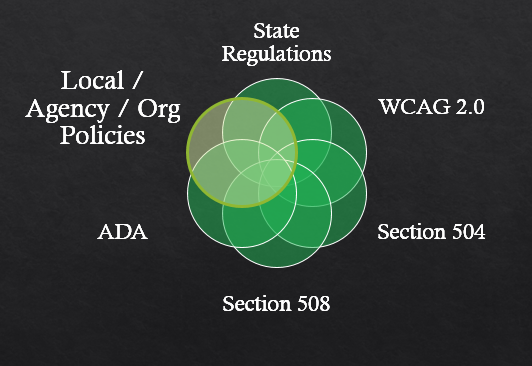 State
Regulations
Local /
Agency / Org
Policies
WCAG 2.0
ADA
Section 504
Section 508